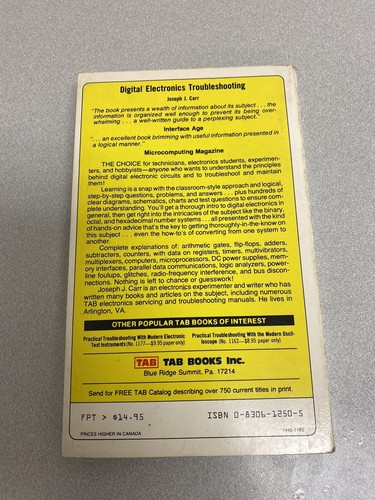 Digital Electronics Troubleshooting
Joseph J. Carr
"The book presents a wealth of information about its subject . . . the
information is organized well enough to prevent its being over-
whelming . . . a well-written guide to a perplexing subject."
Interface Age
". . . an excellent book brimming with useful information presented in
a logical manner."
Microcomputing Magazine
THE CHOICE for technicians, electronics students, experimen-
ters, and hobbyists—anyone who wants to understand the principles
behind digital electronic circuits and to troubleshoot and maintain
them!
Learning is a snap with the classroom-style approach and logical,
step-by-step questions, problems, and answers . . . plus hundreds of
clear diagrams, schematics, charts and test questions to ensure com-
plete understanding. You'll get a thorough intro to digital electronics in
general, then get right into the intricacies of the subject like the binary,
octal, and hexadecimal number systems . . . all presented with the kind
of hands-on advice that's the key to getting thoroughly-in-the-know on
this subject . . . even the how-to's of converting from one system to
another.
Complete explanations of: arithmetic gates, flip-flops, adders,
subtracters, counters, with data on registers, timers, multivibrators,
multiplexers, computers, microprocessors, DC power supplies, mem-
ory interfaces, parallel data communications, logic analyzers, power-
line foulups, glitches, radio-frequency interference, and bus discon-
nections. Nothing is left to chance or guesswork!
Joseph J. Carr is an electronics experimenter and writer who has
written many books and articles on the subject, including numerous
TAB electronics servicing and troubleshooting manuals. He lives in
Arlington, VA.
OTHER POPULAR TAB BOOKS OF INTEREST
Practical Troubleshooting With Modern Electronic
Test Instruments (No. 1177—$9.95 paper only)
Practical Troubleshooting With the Modern Oscil-
loscope (No. 1162—$9.95 paper only)
TAB TAB BOOKS Inc.
Blue Ridge Summit, Pa. 17214
Send for FREE TAB Catalog describing over 750 current titles in print.
FPT > $14.95
ISBN 0-8306-1250-5
PRICES HIGHER IN CANADA